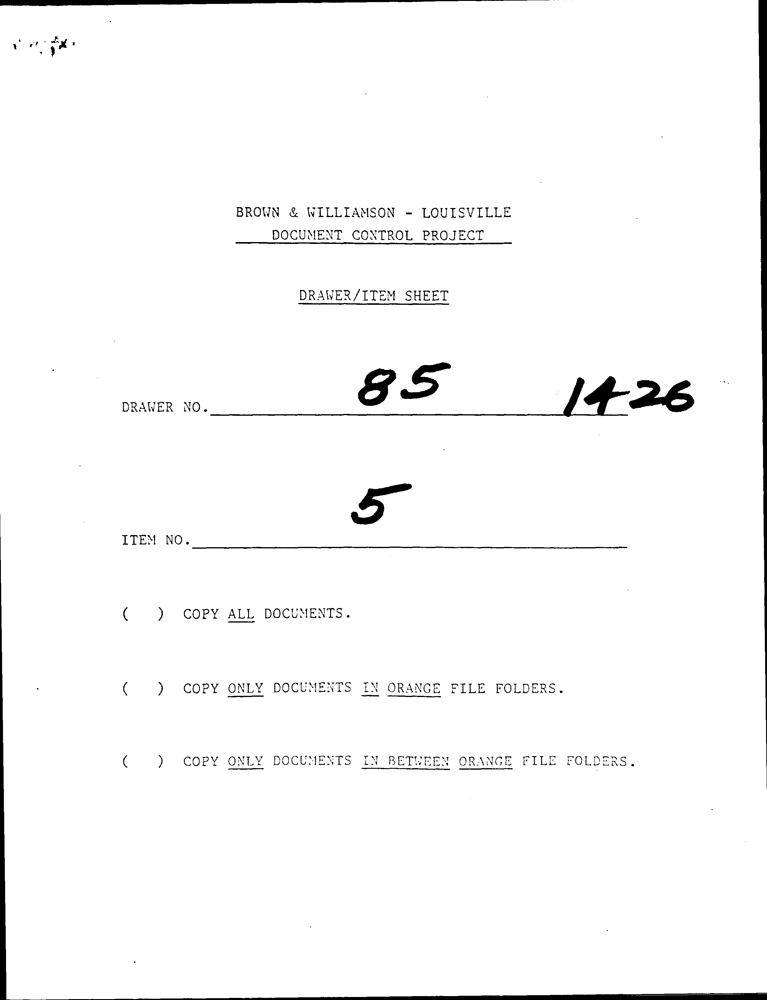 BROWN & WILLIAMSON - LOUISVILLE
DOCUMENT CONTROL PROJECT
DRAWER/ITEM SHEET
DRAWER NO. 85 1426
ITEM NO. 5
( ) COPY ALL DOCUMENTS.
( ) COPY ONLY DOCUMENTS IN ORANGE FILE FOLDERS.
( ) COPY ONLY DOCUMENTS IN BETWEEN ORANGE FILE FOLDERS.